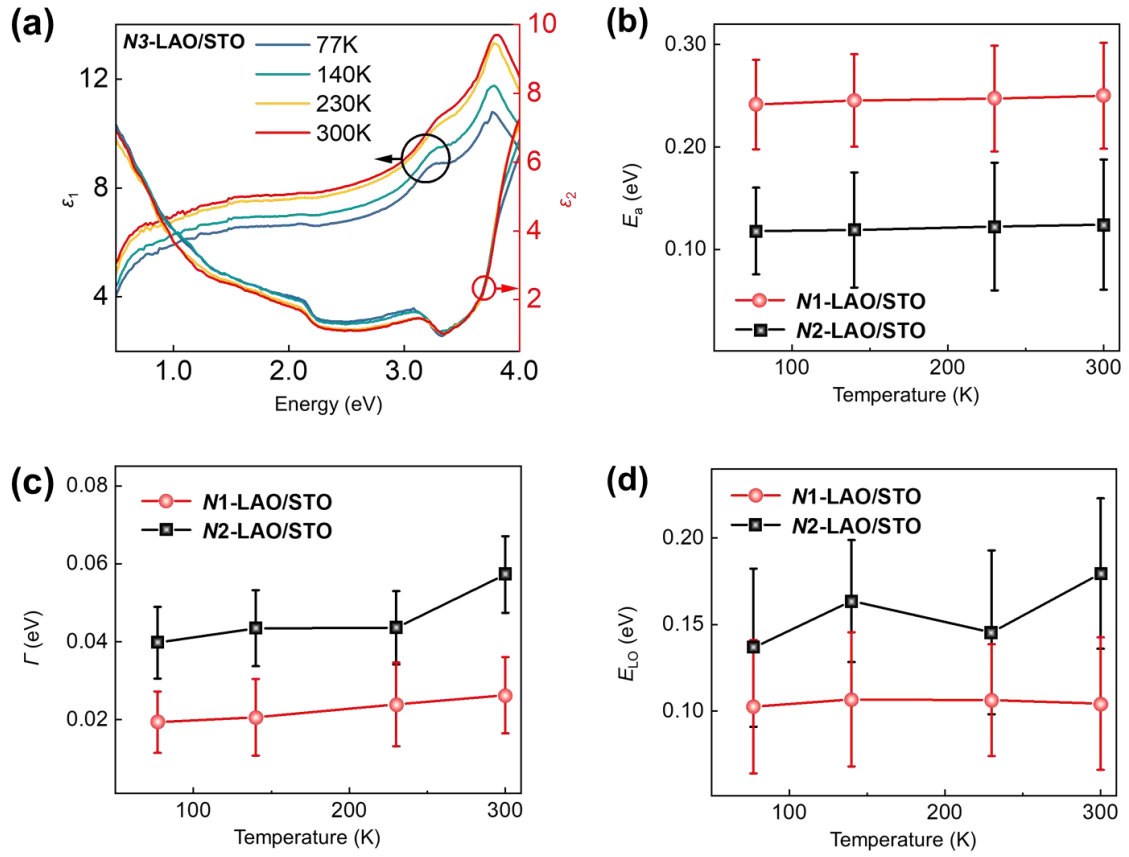 (a)
N3-LAO/STO
77K
140K
230K
300K
ε1
12
8
4
10
8
6
4
2
ε2
1.0 2.0 3.0 4.0
Energy (eV)
(b)
Ea (eV)
0.30
0.20
0.10
N1-LAO/STO
N2-LAO/STO
100 200 300
Temperature (K)
(c)
Γ (eV)
0.08
0.06
0.04
0.02
N1-LAO/STO
N2-LAO/STO
100 200 300
Temperature (K)
(d)
ELO (eV)
0.20
0.15
0.10
N1-LAO/STO
N2-LAO/STO
100 200 300
Temperature (K)